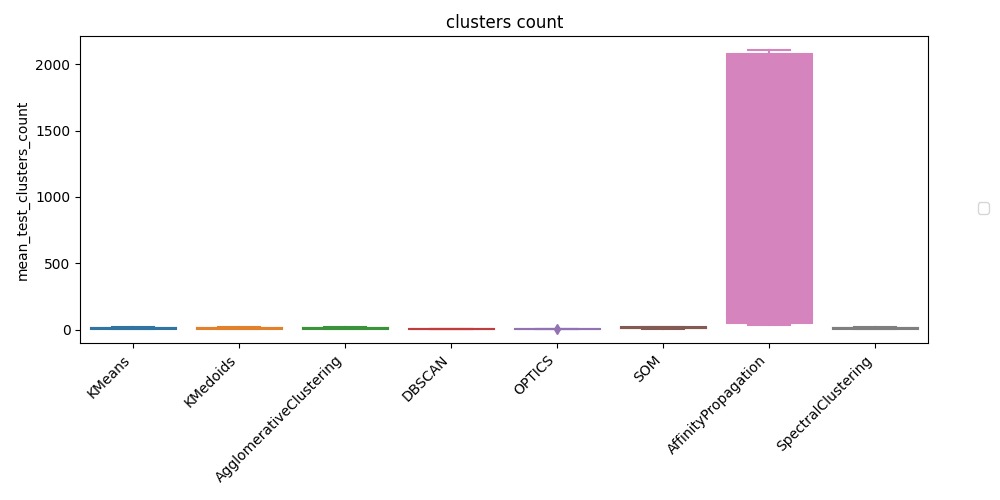 clusters count
mean_test_clusters_count
2000
1500
1000
500
0
KMeans
KMedoids
AgglomerativeClustering
DBSCAN
OPTICS
SOM
AffinityPropagation
SpectralClustering